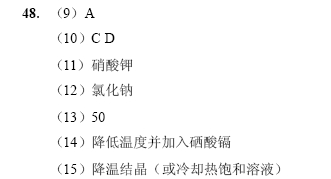 48. （9）A
（10）C D
（11）硝酸钾
（12）氯化钠
（13）50
（14）降低温度并加入硒酸镉
（15）降温结晶（或冷却热饱和溶液）